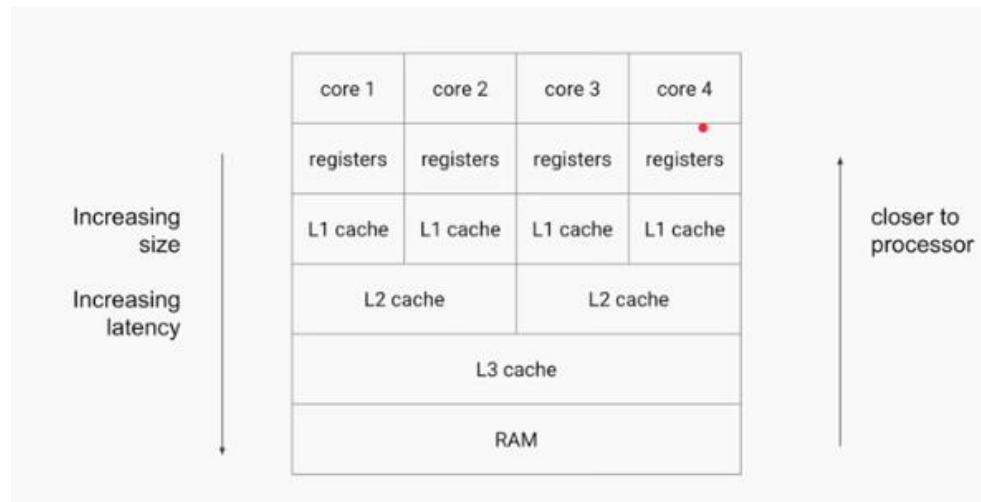 core 1 core 2 core 3 core 4
registers registers registers registers
Increasing
size
L1 cache L1 cache L1 cache L1 cache
closer to
processor
Increasing
latency
L2 cache L2 cache
L3 cache
RAM